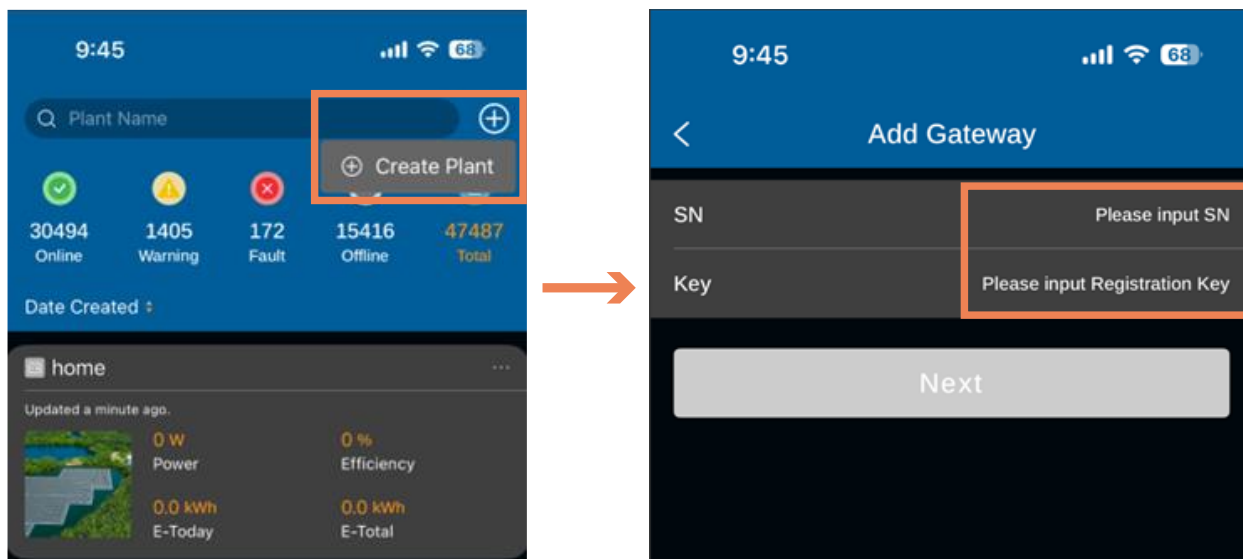 9:45
68
Plant Name
Create Plant
30494
1405
172
15416
47487
Online
Warning
Fault
Offline
Total
Date Created
home
...
Updated a minute ago.
0 W
0 %
Power
Efficiency
0.0 kWh
0.0 kWh
E-Today
E-Total
9:45
68
Add Gateway
SN
Please input SN
Key
Please input Registration Key
Next